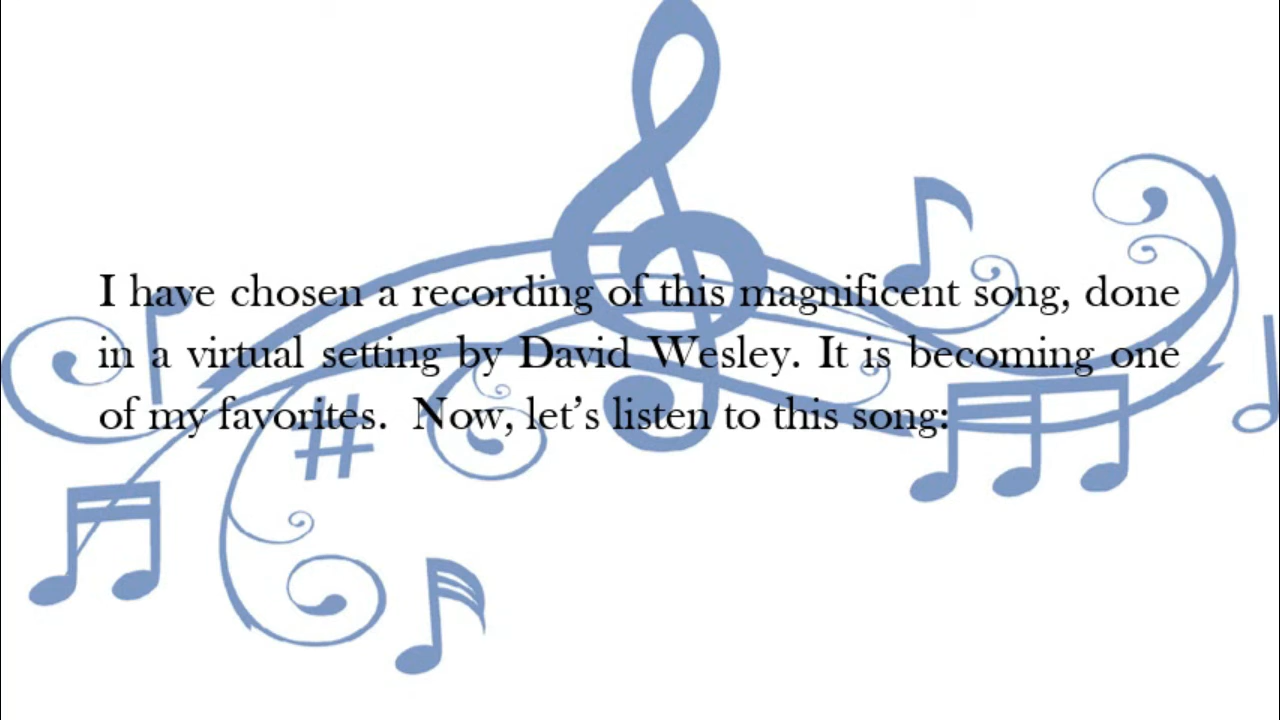 I have chosen a recording of this magnificent song, done
in a virtual setting by David Wesley. It is becoming one
of my favorites.  Now, let’s listen to this song: